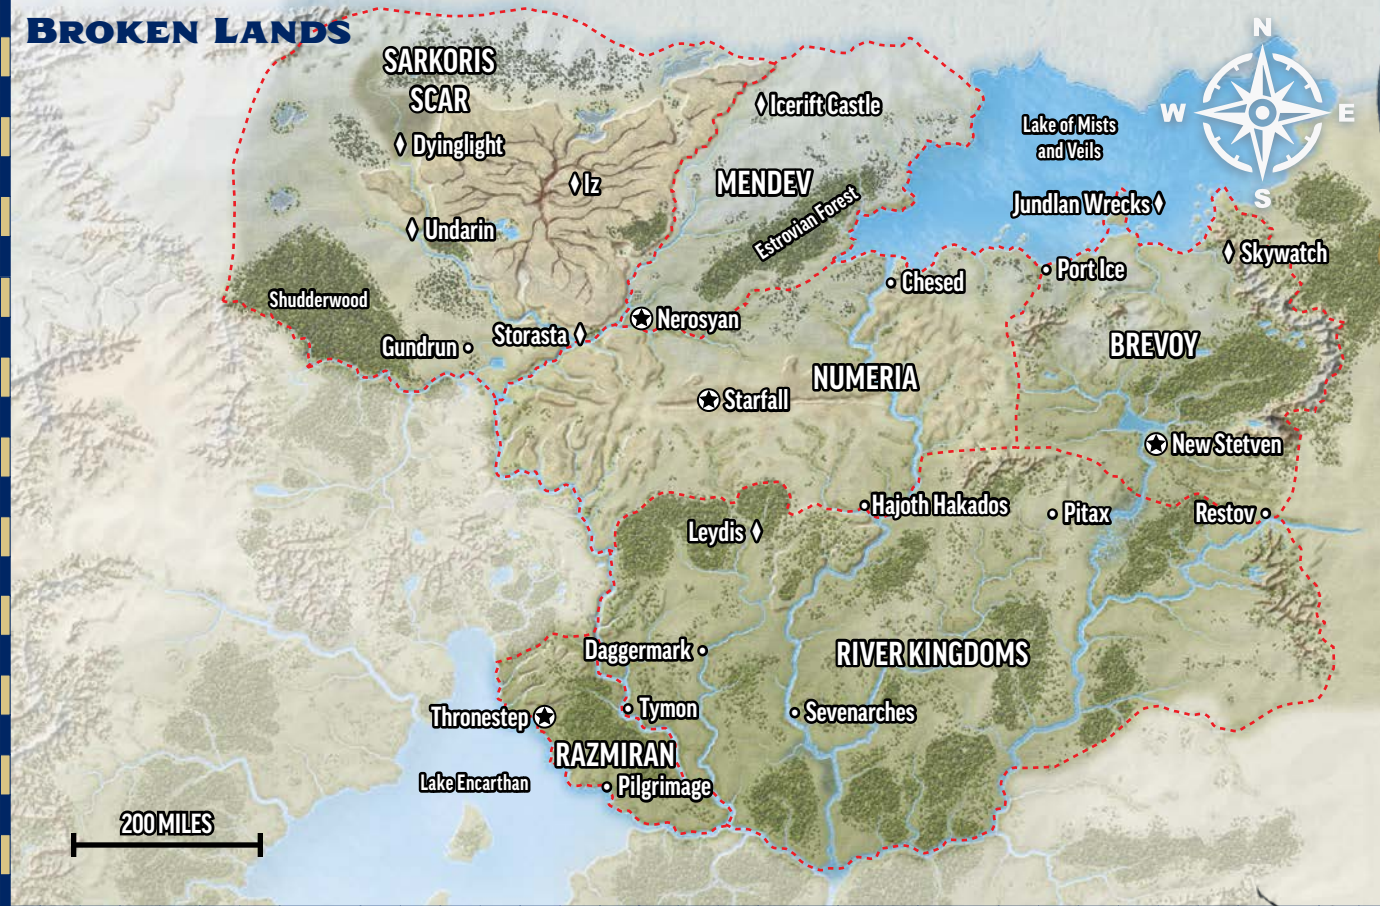 BROKEN LANDS
N
W
E
S
SARKORIS
SCAR
Icerift Castle
Lake of Mists
and Veils
Dyinglight
Iz
MENDEV
Jundlan Wrecks
Estrovian Forest
Undarin
Skywatch
Port Ice
Chesed
Shudderwood
Nerosyan
Storasta
Gundrun
BREVOY
NUMERIA
Starfall
New Stetven
Hajoth Hakados
Pitax
Restov
Leydis
Daggermark
RIVER KINGDOMS
Tymon
Sevenarches
Thronestep
RAZMIRAN
Lake Encarthan
Pilgrimage
200 MILES